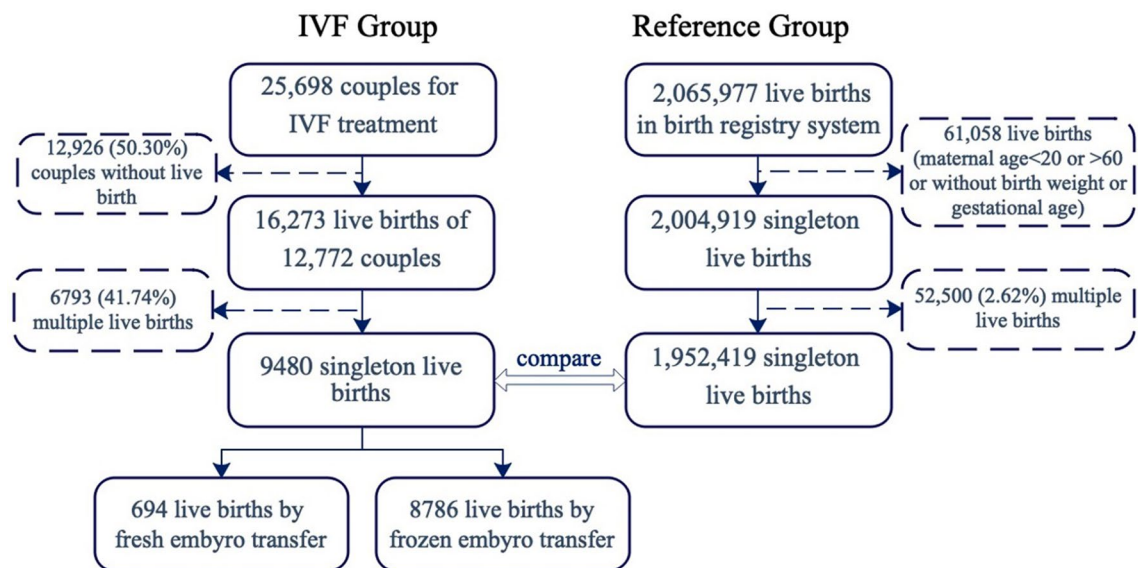 IVF Group
Reference Group
25,698 couples for
IVF treatment
2,065,977 live births
in birth registry system
12,926 (50.30%)
couples without live
birth
61,058 live births
(maternal age<20 or >60
or without birth weight or
gestational age)
16,273 live births of
12,772 couples
2,004,919 singleton
live births
6793 (41.74%)
multiple live births
52,500 (2.62%) multiple
live births
9480 singleton live
births
compare
1,952,419 singleton
live births
694 live births by
fresh embyro transfer
8786 live births by
frozen embyro transfer